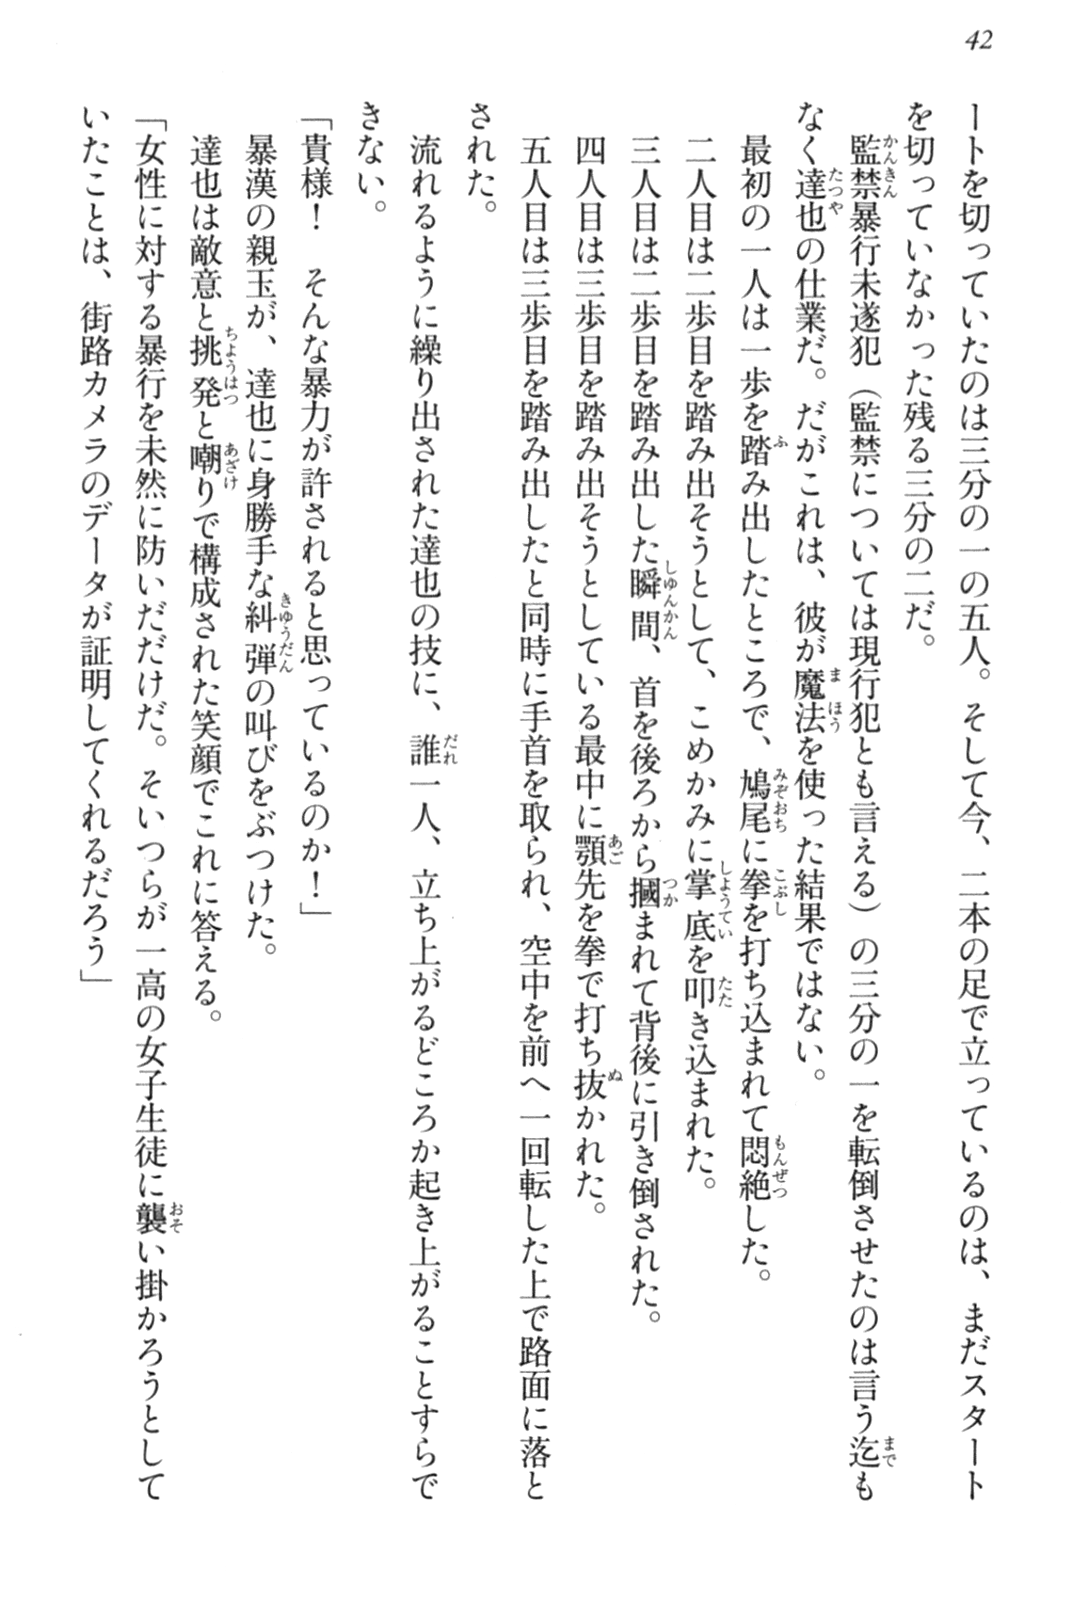 42
ートを切っていたのは三分の一の五人。そして今、二本の足で立っているのは、まだスタート
を切っていなかった残る三分の二だ。
監禁暴行未遂犯（監禁については現行犯とも言える）の三分の一を転倒させたのは言う迄も
なく達也の仕業だ。だがこれは、彼が魔法を使った結果ではない。
最初の一人は一歩を踏み出したところで、鳩尾に拳を打ち込まれて悶絶した。
二人目は二歩目を踏み出そうとして、こめかみに掌底を叩き込まれた。
三人目は二歩目を踏み出した瞬間、首を後ろから摑まれて背後に引き倒された。
四人目は三歩目を踏み出そうとしている最中に顎先を拳で打ち抜かれた。
五人目は三歩目を踏み出したと同時に手首を取られ、空中を前へ一回転した上で路面に落と
された。
流れるように繰り出された達也の技に、誰一人、立ち上がるどころか起き上がることすらで
きない。
「貴様！　そんな暴力が許されると思っているのか！」
暴漢の親玉が、達也に身勝手な糾弾の叫びをぶつけた。
達也は敵意と挑発と嘲りで構成された笑顔でこれに答える。
「女性に対する暴行を未然に防いだだけだ。そいつらが一高の女子生徒に襲い掛かろうとして
いたことは、街路カメラのデータが証明してくれるだろう」